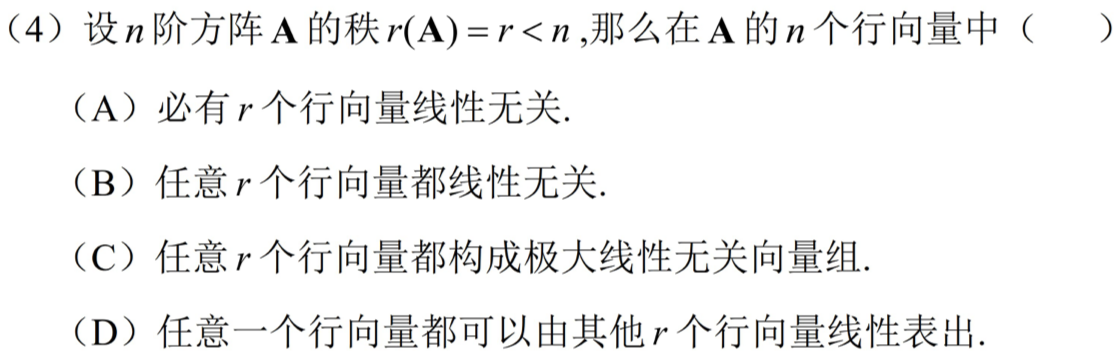 (4) 设 n 阶方阵 A 的秩 r(A) = r < n ,那么在 A 的 n 个行向量中 ( )
(A) 必有 r 个行向量线性无关.
(B) 任意 r 个行向量都线性无关.
(C) 任意 r 个行向量都构成极大线性无关向量组.
(D) 任意一个行向量都可以由其他 r 个行向量线性表出.